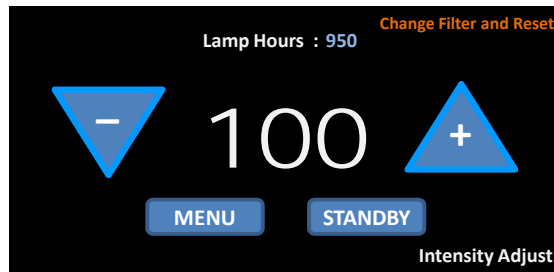 Change Filter and Reset
Lamp Hours : 950
− 100 +
MENU STANDBY
Intensity Adjust